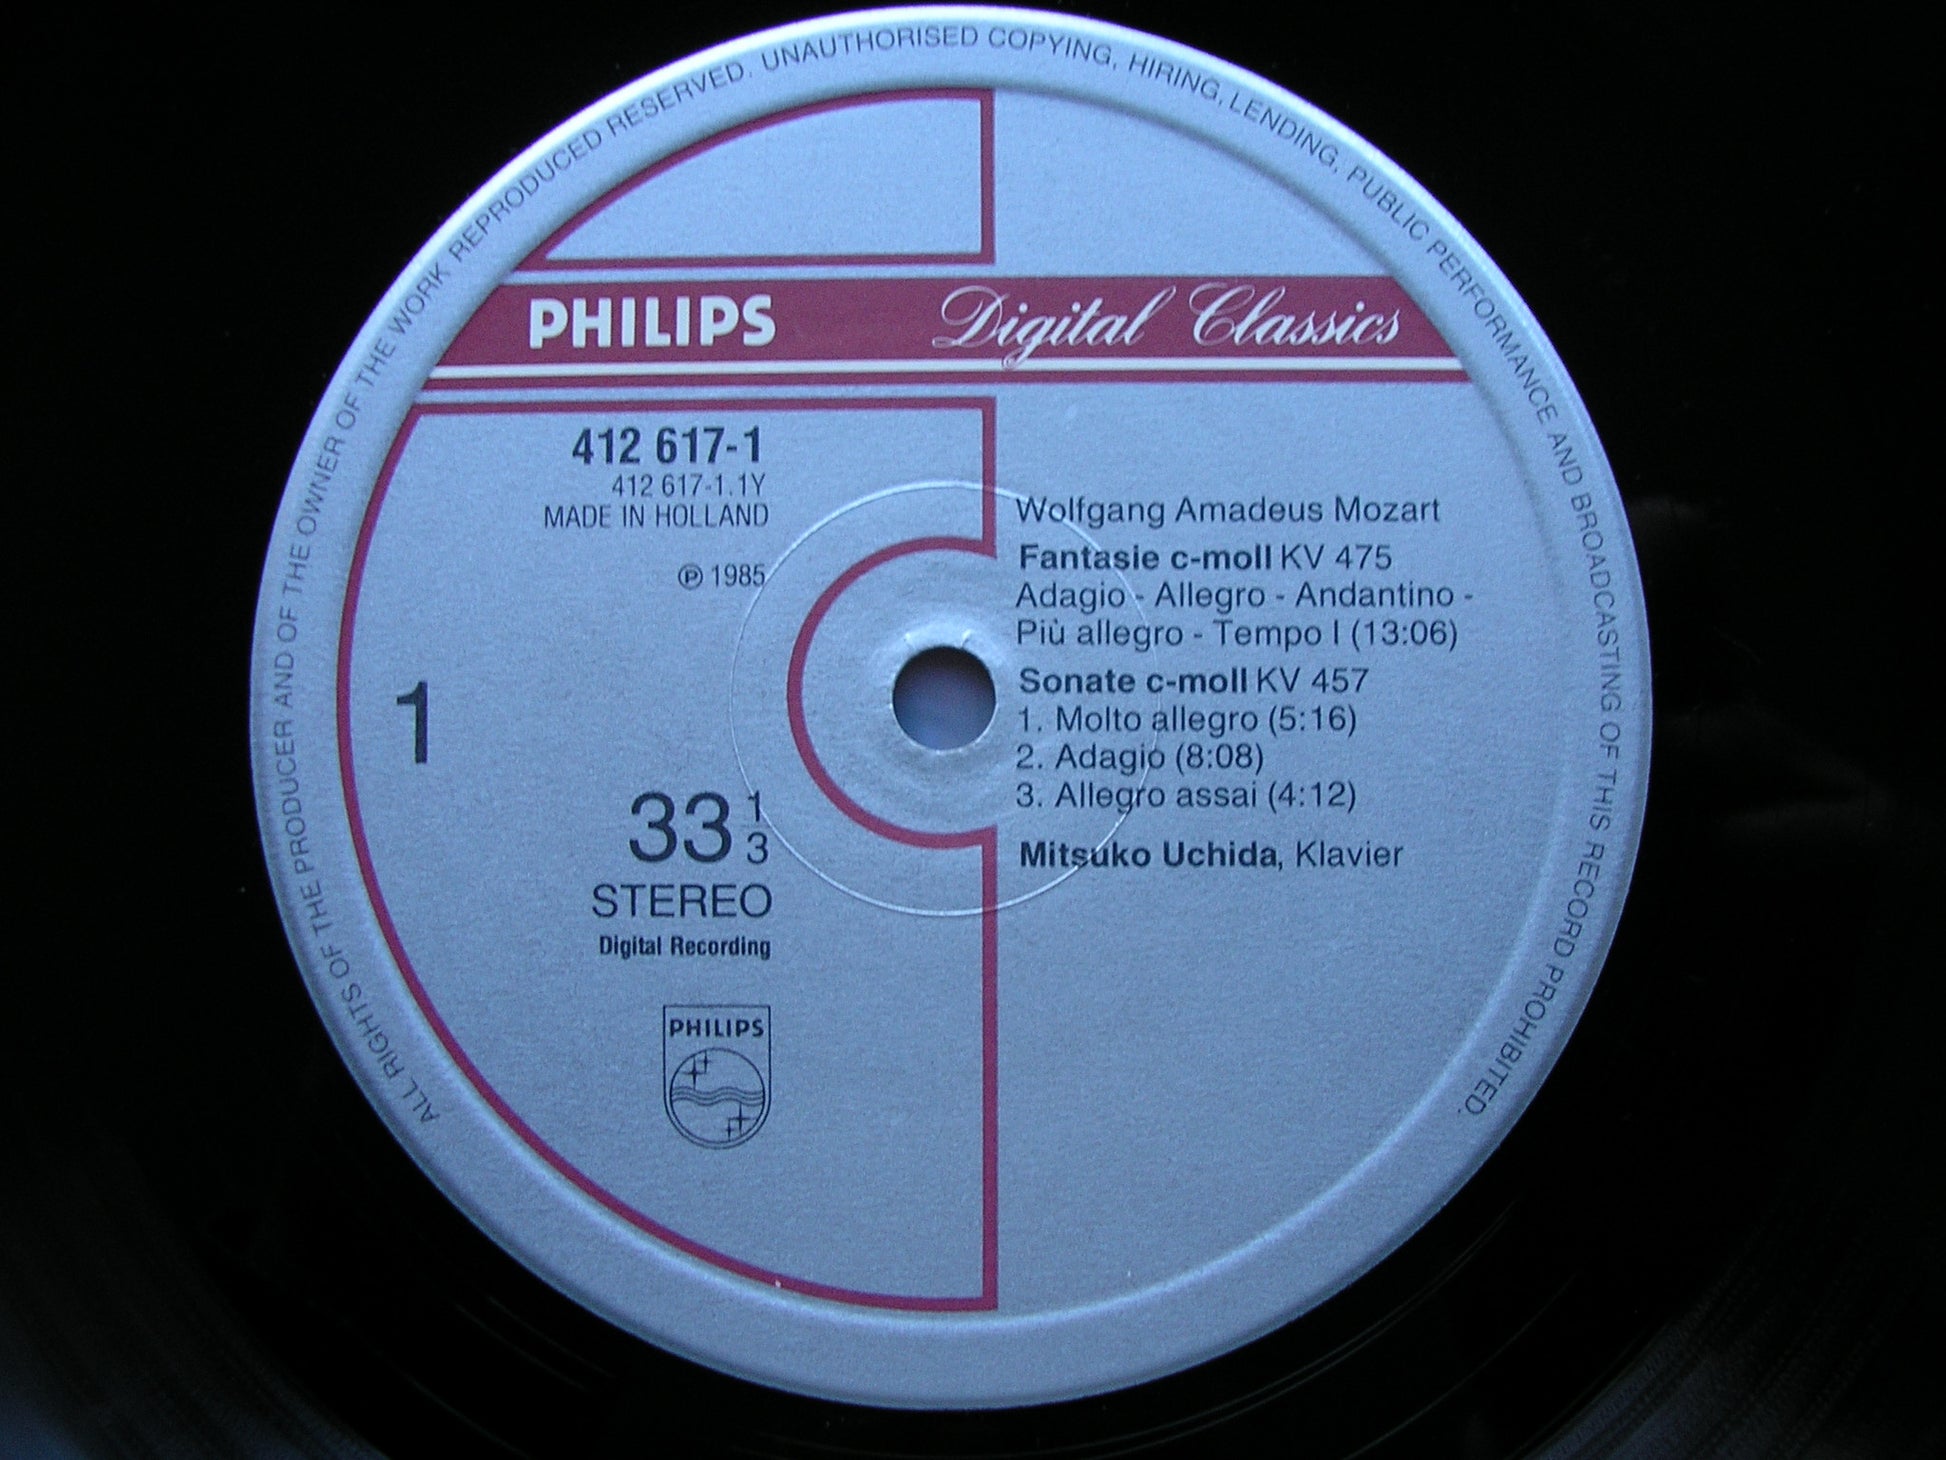 ALL RIGHTS OF THE PRODUCER AND OF THE OWNER OF THE WORK REPRODUCED RESERVED. UNAUTHORISED COPYING, HIRING, LENDING, PUBLIC PERFORMANCE AND BROADCASTING OF THIS RECORD PROHIBITED.
PHILIPS Digital Classics
412 617-1
412 617-1.1Y
MADE IN HOLLAND
℗ 1985
1
33 1/3
STEREO
Digital Recording
PHILIPS
Wolfgang Amadeus Mozart
Fantasie c-moll KV 475
Adagio - Allegro - Andantino -
Più allegro - Tempo I (13:06)
Sonate c-moll KV 457
1. Molto allegro (5:16)
2. Adagio (8:08)
3. Allegro assai (4:12)
Mitsuko Uchida, Klavier